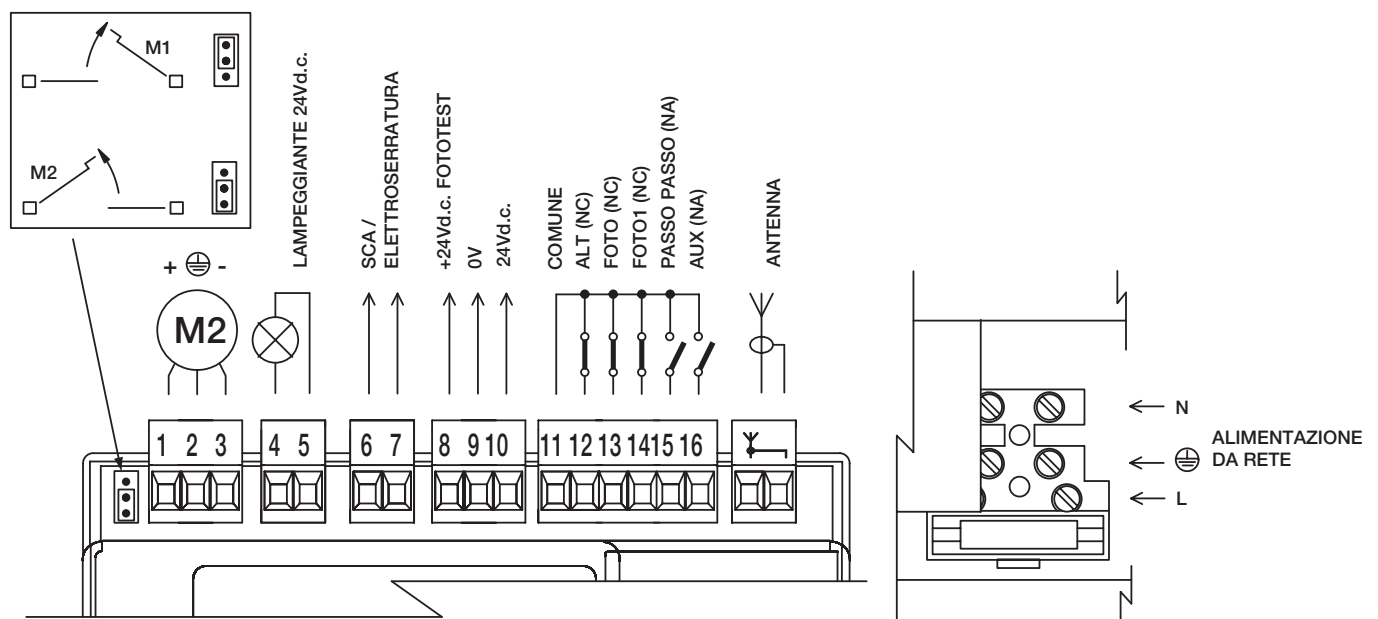 M1
M2
LAMPEGGIANTE 24Vd.c.
SCA /
ELETTROSERRATURA
+24Vd.c. FOTOTEST
0V
24Vd.c.
COMUNE
ALT (NC)
FOTO (NC)
FOTO1 (NC)
PASSO PASSO (NA)
AUX (NA)
ANTENNA
+ -
M2
1 2 3 4 5 6 7 8 9 10 11 12 13 14 15 16
N
ALIMENTAZIONE
DA RETE
L